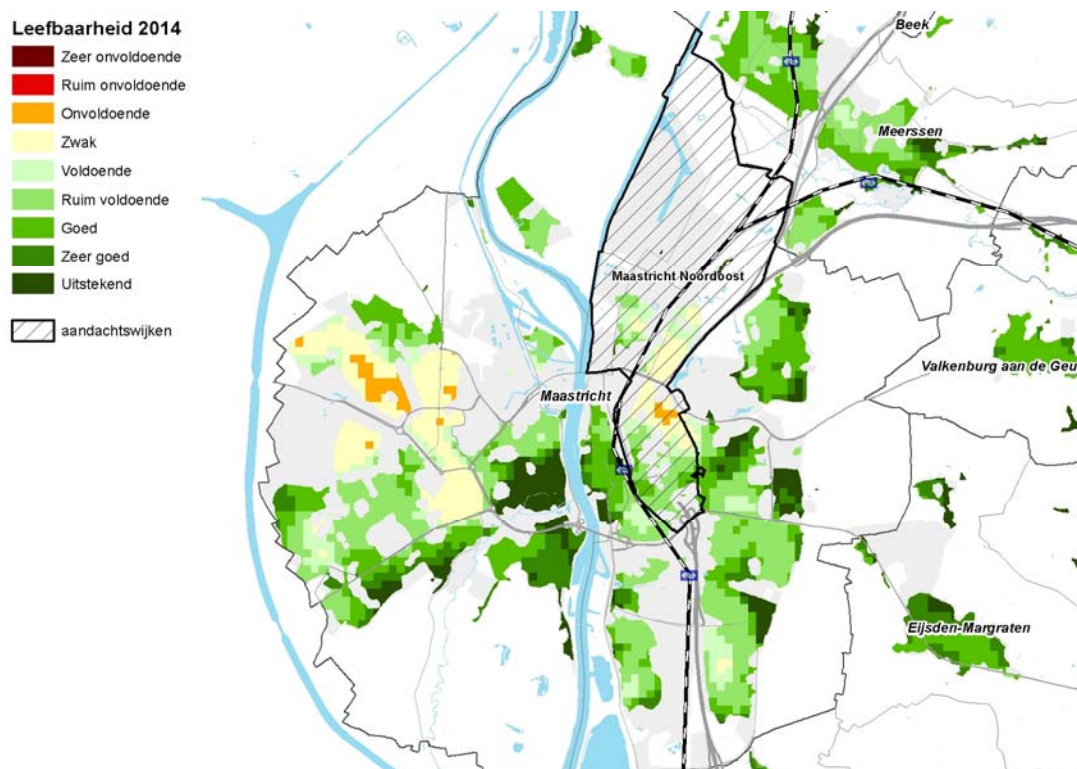 Leefbaarheid 2014
Zeer onvoldoende
Ruim onvoldoende
Onvoldoende
Zwak
Voldoende
Ruim voldoende
Goed
Zeer goed
Uitstekend
aandachtswijken
Beek
Meerssen
Maastricht Noordoost
Valkenburg aan de Geu
Maastricht
Eijsden-Margraten